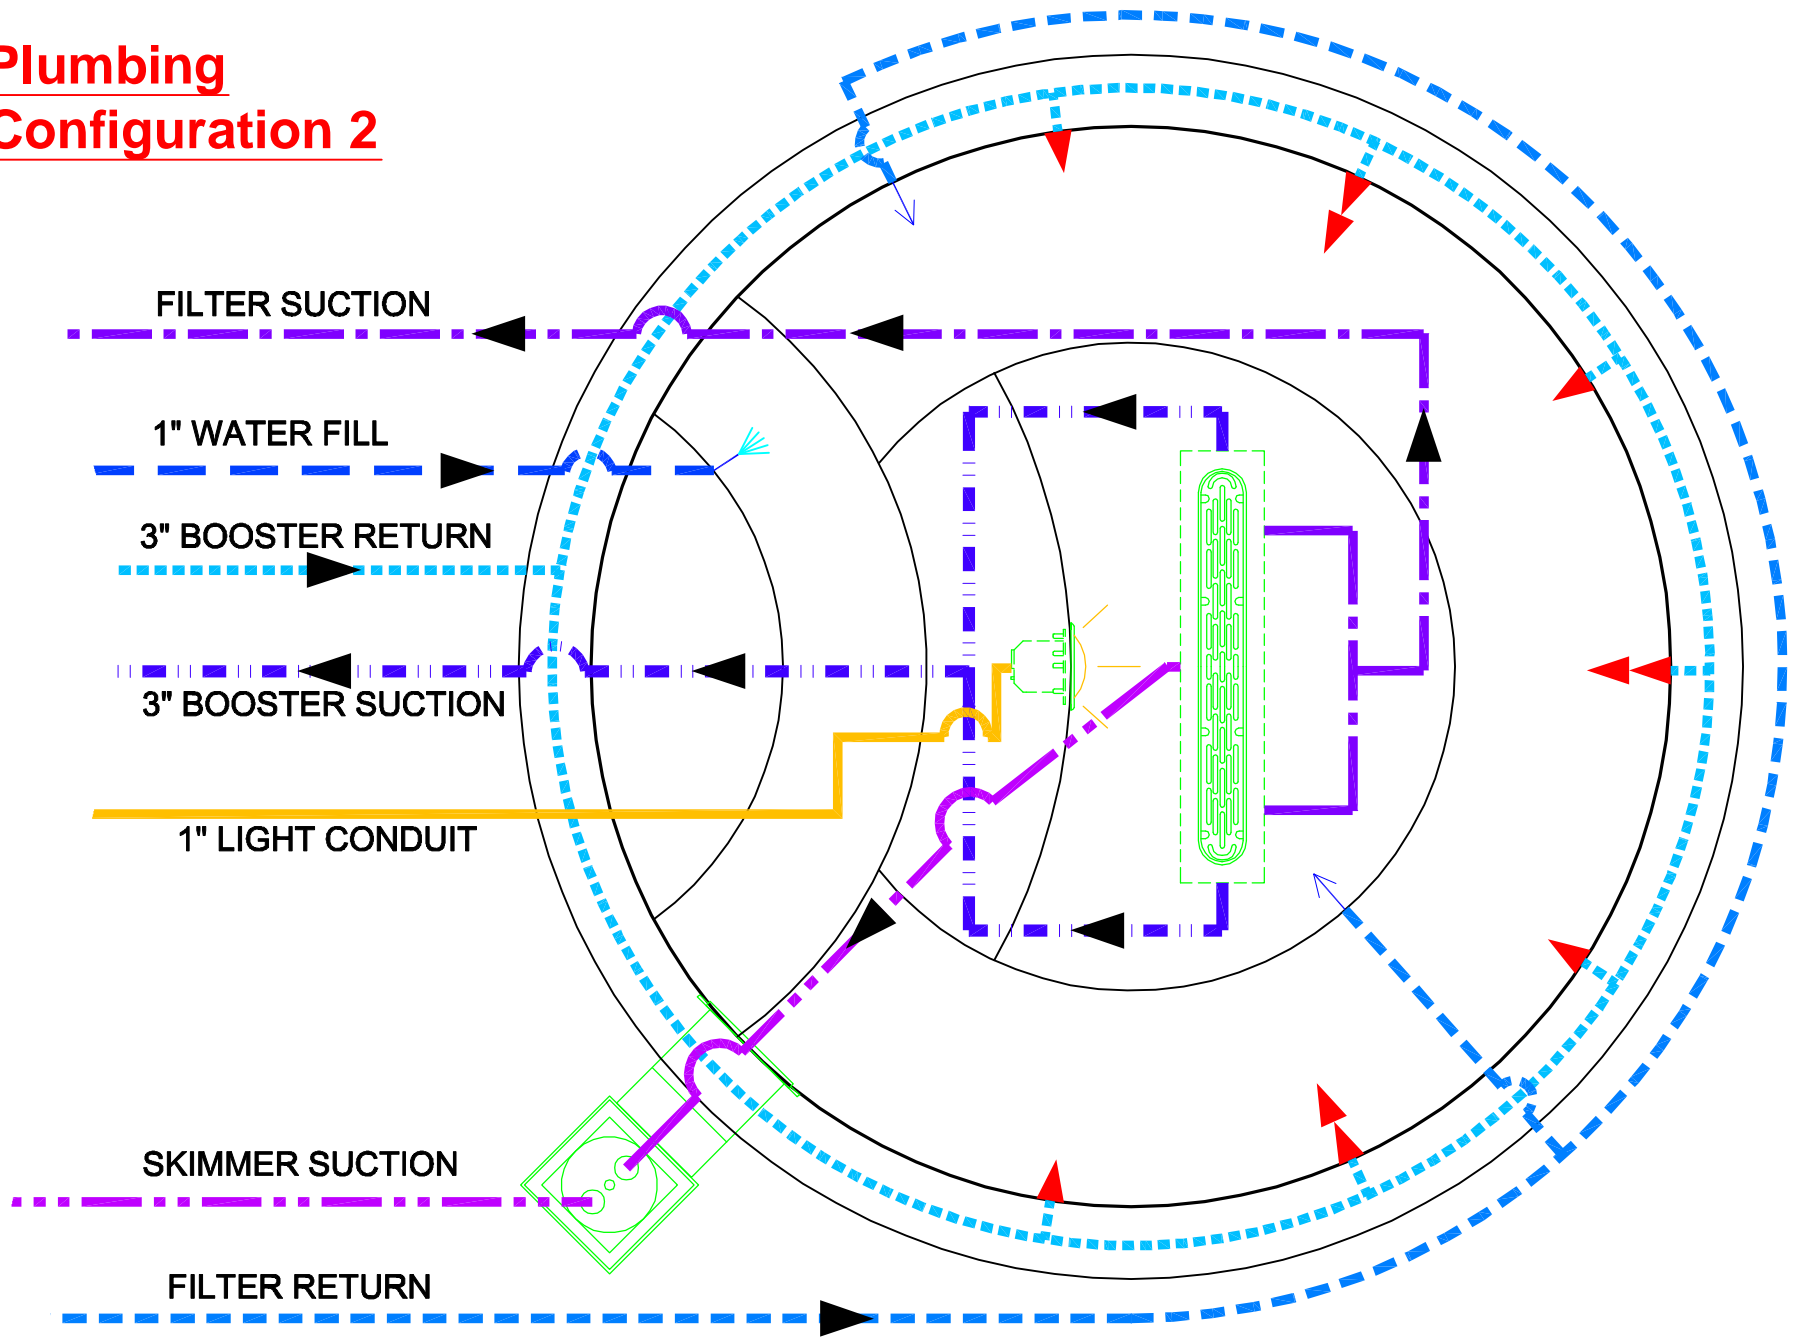 Plumbing
Configuration 2
FILTER SUCTION
1" WATER FILL
3" BOOSTER RETURN
3" BOOSTER SUCTION
1" LIGHT CONDUIT
SKIMMER SUCTION
FILTER RETURN